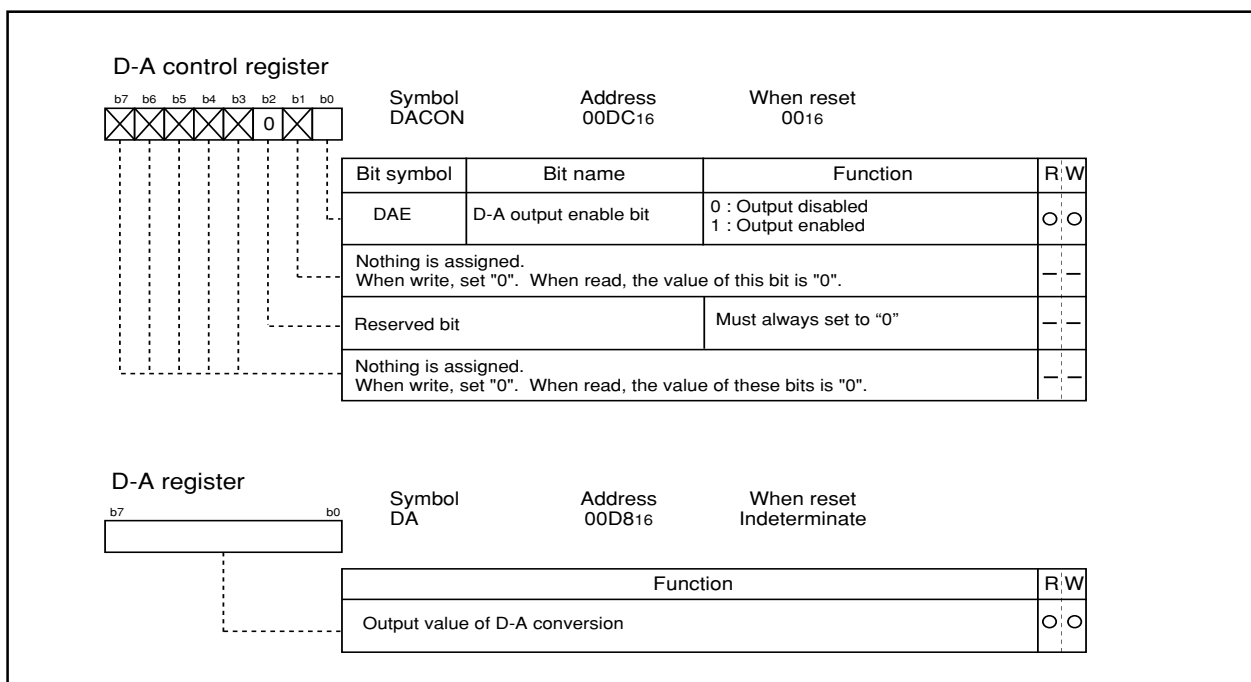 D-A control register
b7 b6 b5 b4 b3 b2 b1 b0
0
Symbol Address When reset
DACON 00DC16 0016
Bit symbol Bit name Function R W
DAE D-A output enable bit 0 : Output disabled
1 : Output enabled
Nothing is assigned.
When write, set "0". When read, the value of this bit is "0".
Reserved bit Must always set to “0”
Nothing is assigned.
When write, set "0". When read, the value of these bits is "0".
D-A register
b7 b0
Symbol Address When reset
DA 00D816 Indeterminate
Function R W
Output value of D-A conversion